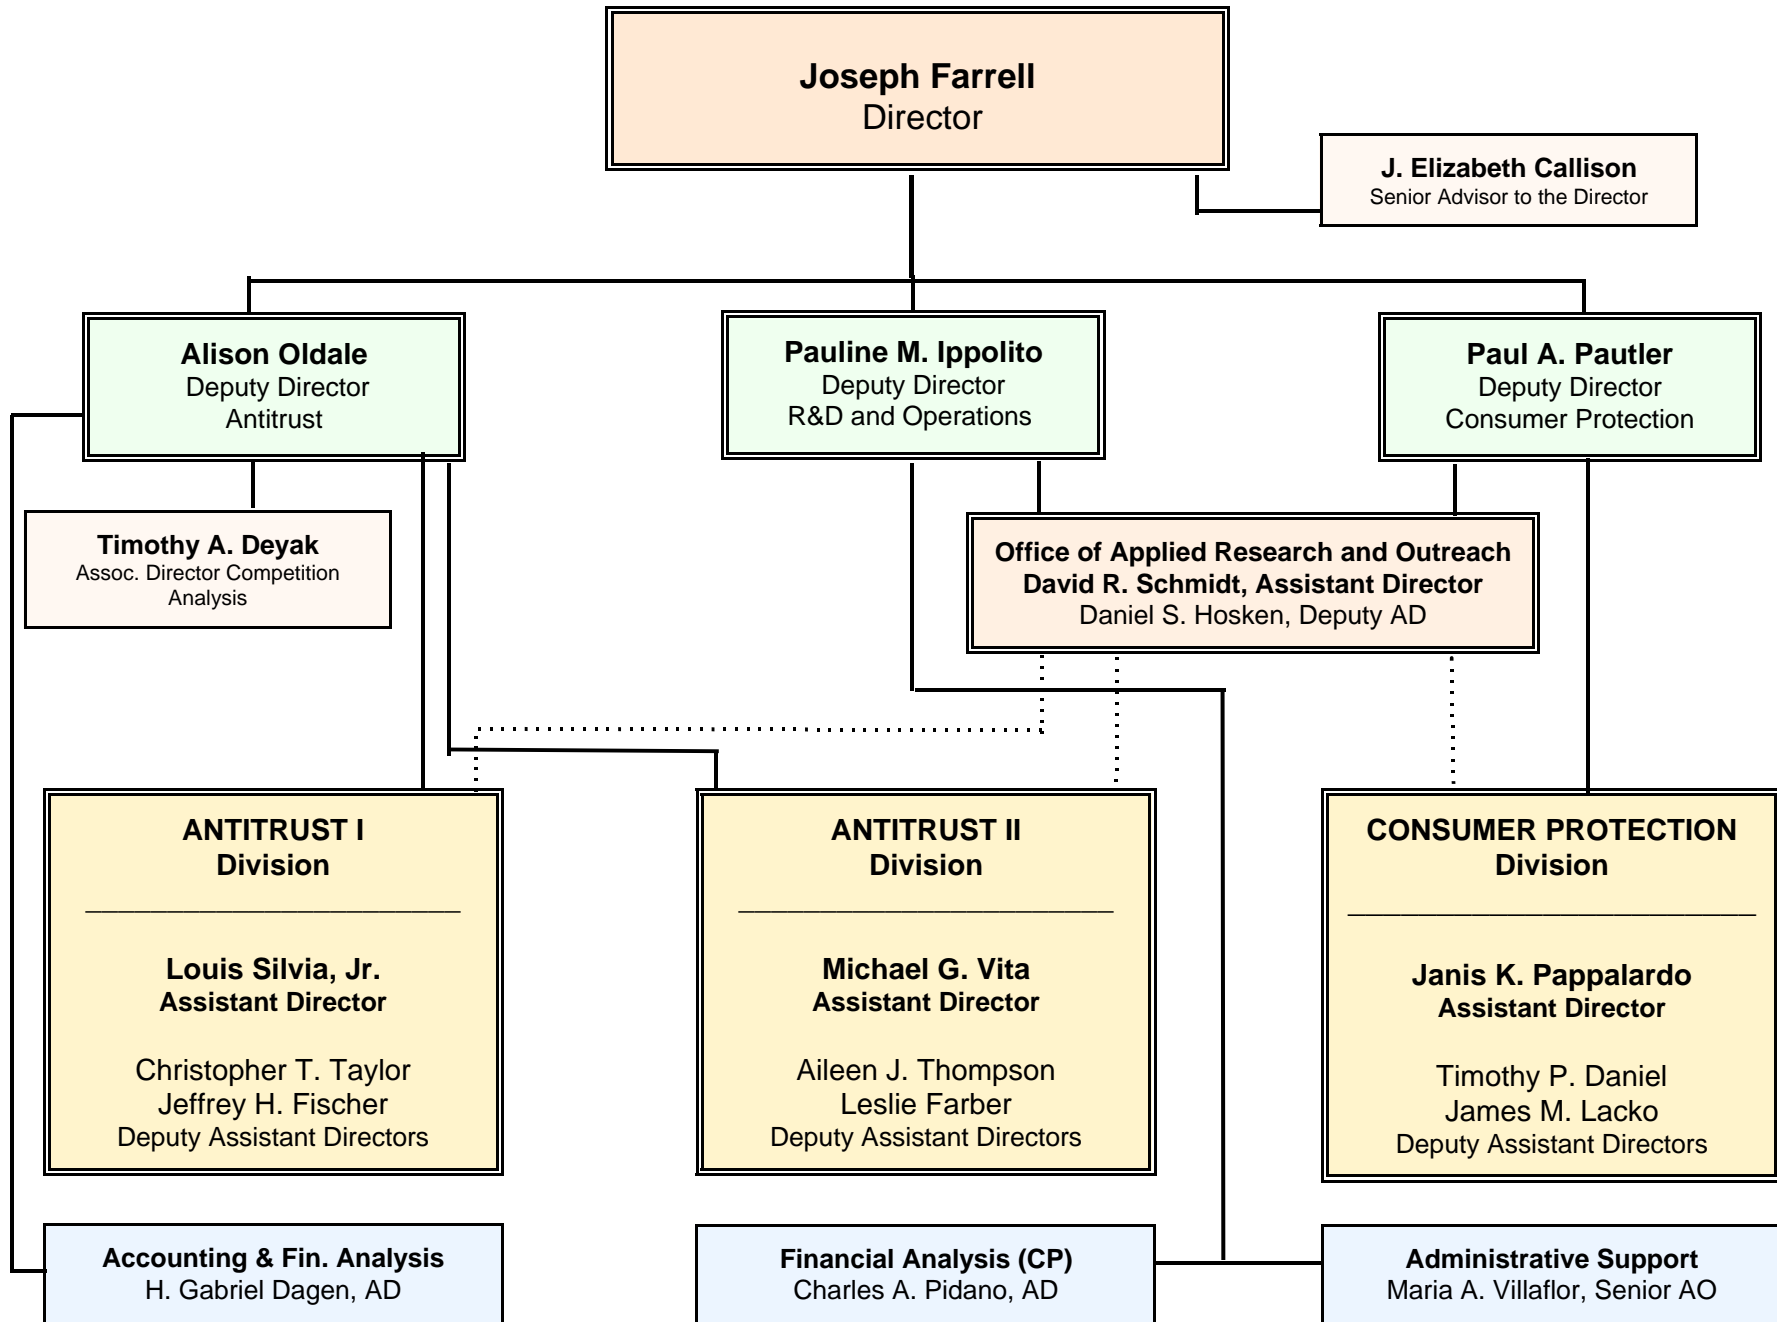 Joseph Farrell
Director
J. Elizabeth Callison
Senior Advisor to the Director
Alison Oldale
Deputy Director
Antitrust
Pauline M. Ippolito
Deputy Director
R&D and Operations
Paul A. Pautler
Deputy Director
Consumer Protection
Timothy A. Deyak
Assoc. Director Competition
Analysis
Office of Applied Research and Outreach
David R. Schmidt, Assistant Director
Daniel S. Hosken, Deputy AD
ANTITRUST I
Division
Louis Silvia, Jr.
Assistant Director
Christopher T. Taylor
Jeffrey H. Fischer
Deputy Assistant Directors
ANTITRUST II
Division
Michael G. Vita
Assistant Director
Aileen J. Thompson
Leslie Farber
Deputy Assistant Directors
CONSUMER PROTECTION
Division
Janis K. Pappalardo
Assistant Director
Timothy P. Daniel
James M. Lacko
Deputy Assistant Directors
Accounting & Fin. Analysis
H. Gabriel Dagen, AD
Financial Analysis (CP)
Charles A. Pidano, AD
Administrative Support
Maria A. Villaflor, Senior AO